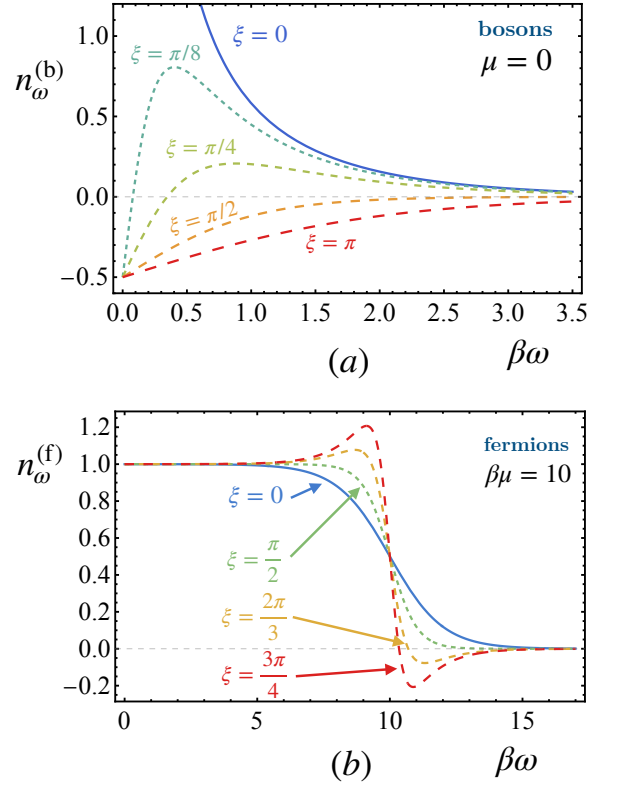 1.0
ξ = 0
bosons
ξ = π/8
μ = 0
n_ω^(b)
0.5
ξ = π/4
0.0
ξ = π/2
ξ = π
−0.5
0.0 0.5 1.0 1.5 2.0 2.5 3.0 3.5
(a) βω
1.2
n_ω^(f)
fermions
1.0
βμ = 10
ξ = 0
0.8
0.6
ξ = π/2
0.4
ξ = 2π/3
0.2
0.0
ξ = 3π/4
−0.2
0 5 10 15
(b) βω